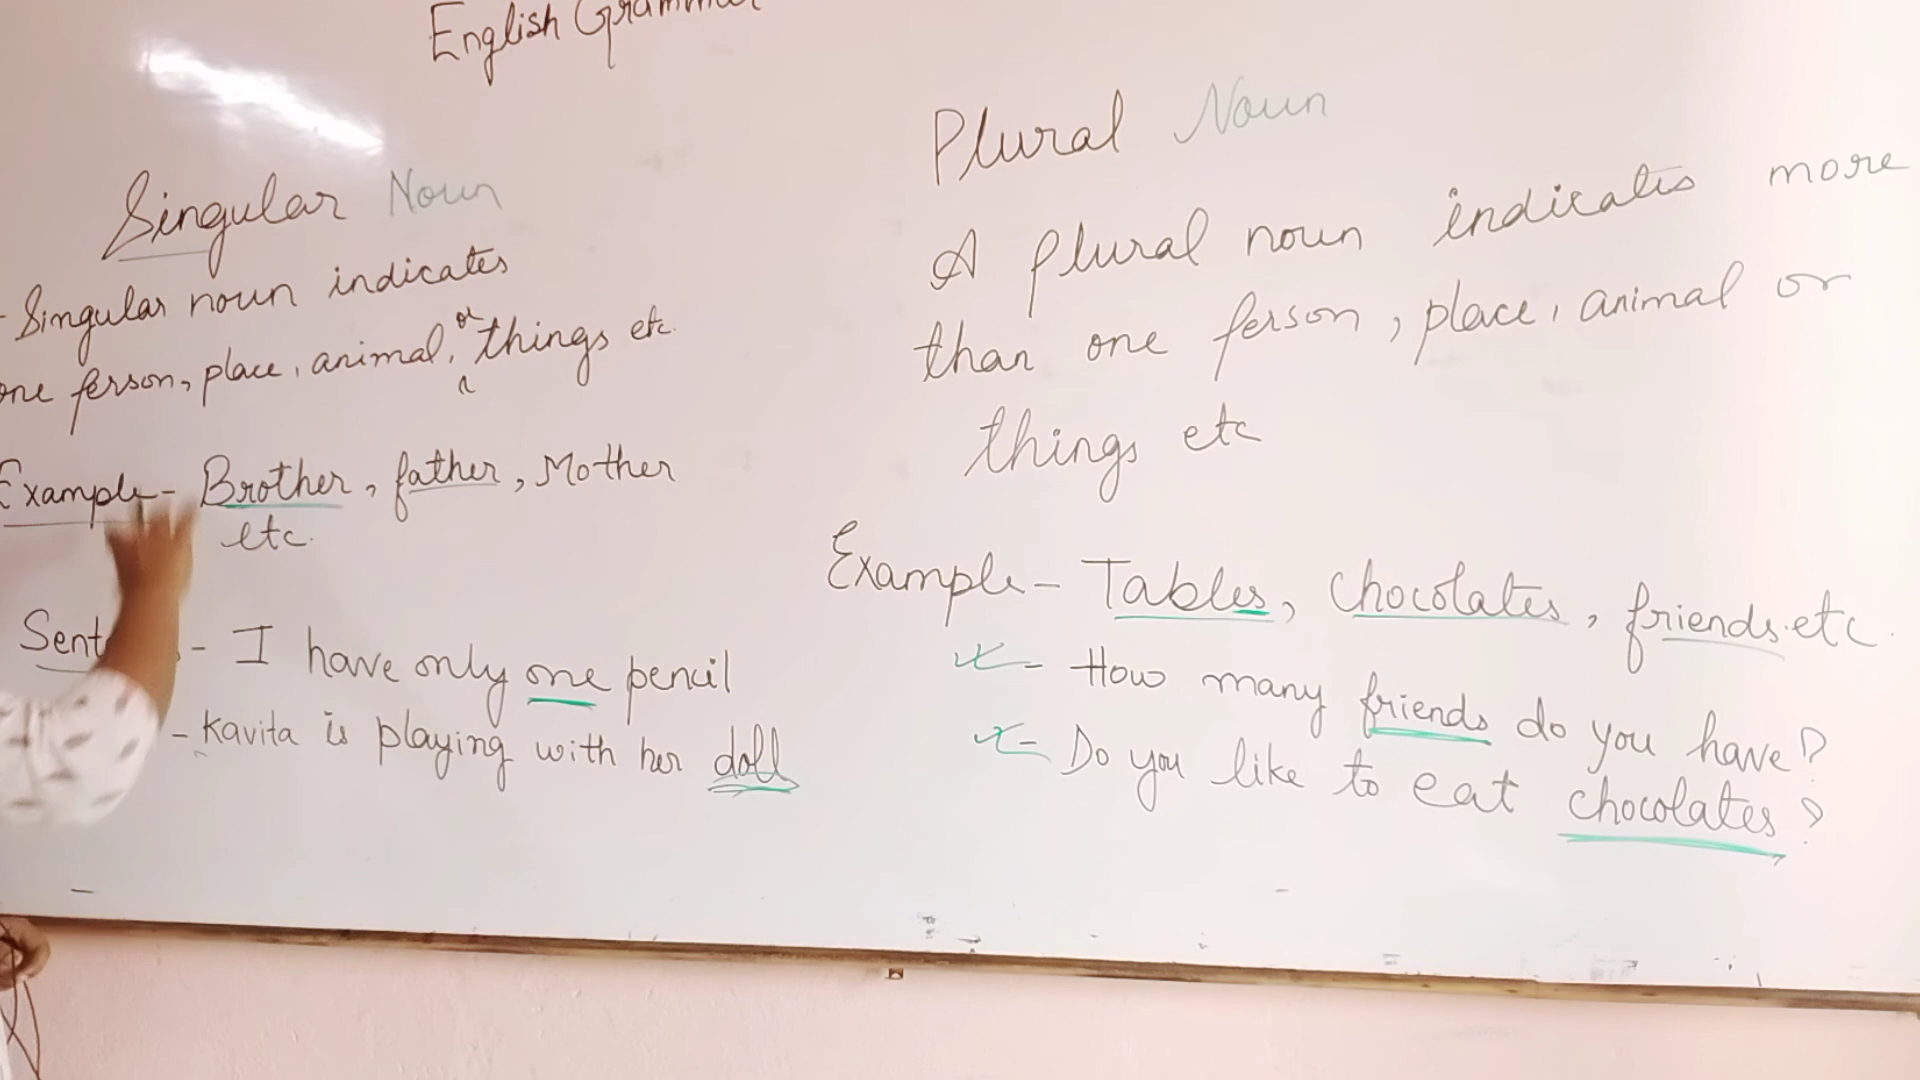 English Grammar
Singular Noun
- Singular noun indicates
one person, place, animal, or things etc.
Example - Brother, father, Mother
etc.
- I have only one pencil
- Kavita is playing with her doll
Plural Noun
A plural noun indicates more
than one person, place, animal or
things etc
Example - Tables, Chocolates, friends.etc.
- How many friends do you have?
- Do you like to eat chocolates?